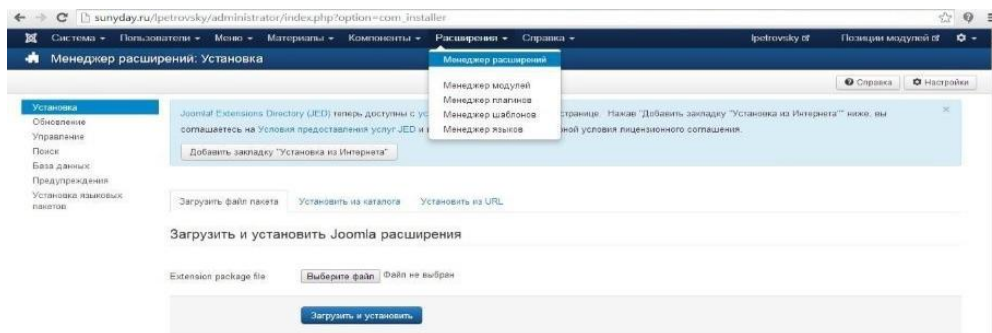 sunyday.ru/lpetrovsky/administrator/index.php?option=com_installer
Система Пользователи Меню Материалы Компоненты Расширения Справка lpetrovsky Позиции модулей
Менеджер расширений: Установка
Менеджер расширений
Менеджер модулей
Менеджер плагинов
Менеджер шаблонов
Менеджер языков
Справка Настройки
Установка
Обновление
Управление
Поиск
База данных
Предупреждения
Установка языковых
пакетов
Joomla! Extensions Directory (JED) теперь доступны с ус странице. Нажав "Добавить закладку "Установка из Интернета"" ниже, вы
соглашаетесь на Условия предоставления услуг JED и ной условия лицензионного соглашения.
Добавить закладку "Установка из Интернета"
Загрузить файл пакета Установить из каталога Установить из URL
Загрузить и установить Joomla расширения
Extension package file Выберите файл Файл не выбран
Загрузить и установить